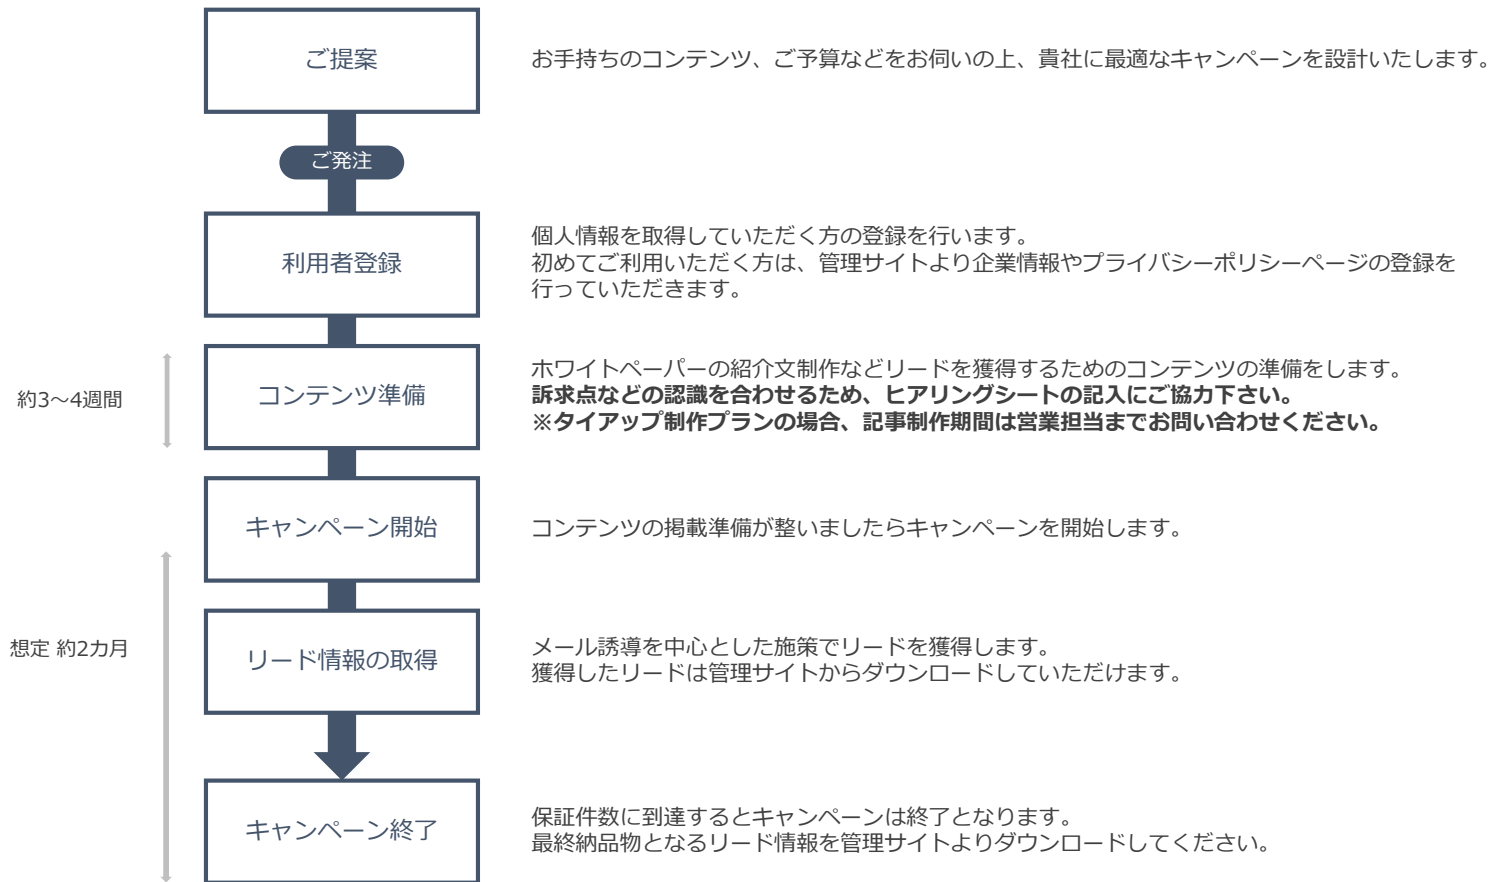 ご提案
お手持ちのコンテンツ、ご予算などをお伺いの上、貴社に最適なキャンペーンを設計いたします。
ご発注
利用者登録
個人情報を取得していただく方の登録を行います。
初めてご利用いただく方は、管理サイトより企業情報やプライバシーポリシーページの登録を
行っていただきます。
約3～4週間
コンテンツ準備
ホワイトペーパーの紹介文制作などリードを獲得するためのコンテンツの準備をします。
訴求点などの認識を合わせるため、ヒアリングシートの記入にご協力下さい。
※タイアップ制作プランの場合、記事制作期間は営業担当までお問い合わせください。
キャンペーン開始
コンテンツの掲載準備が整いましたらキャンペーンを開始します。
想定 約2カ月
リード情報の取得
メール誘導を中心とした施策でリードを獲得します。
獲得したリードは管理サイトからダウンロードしていただけます。
キャンペーン終了
保証件数に到達するとキャンペーンは終了となります。
最終納品物となるリード情報を管理サイトよりダウンロードしてください。